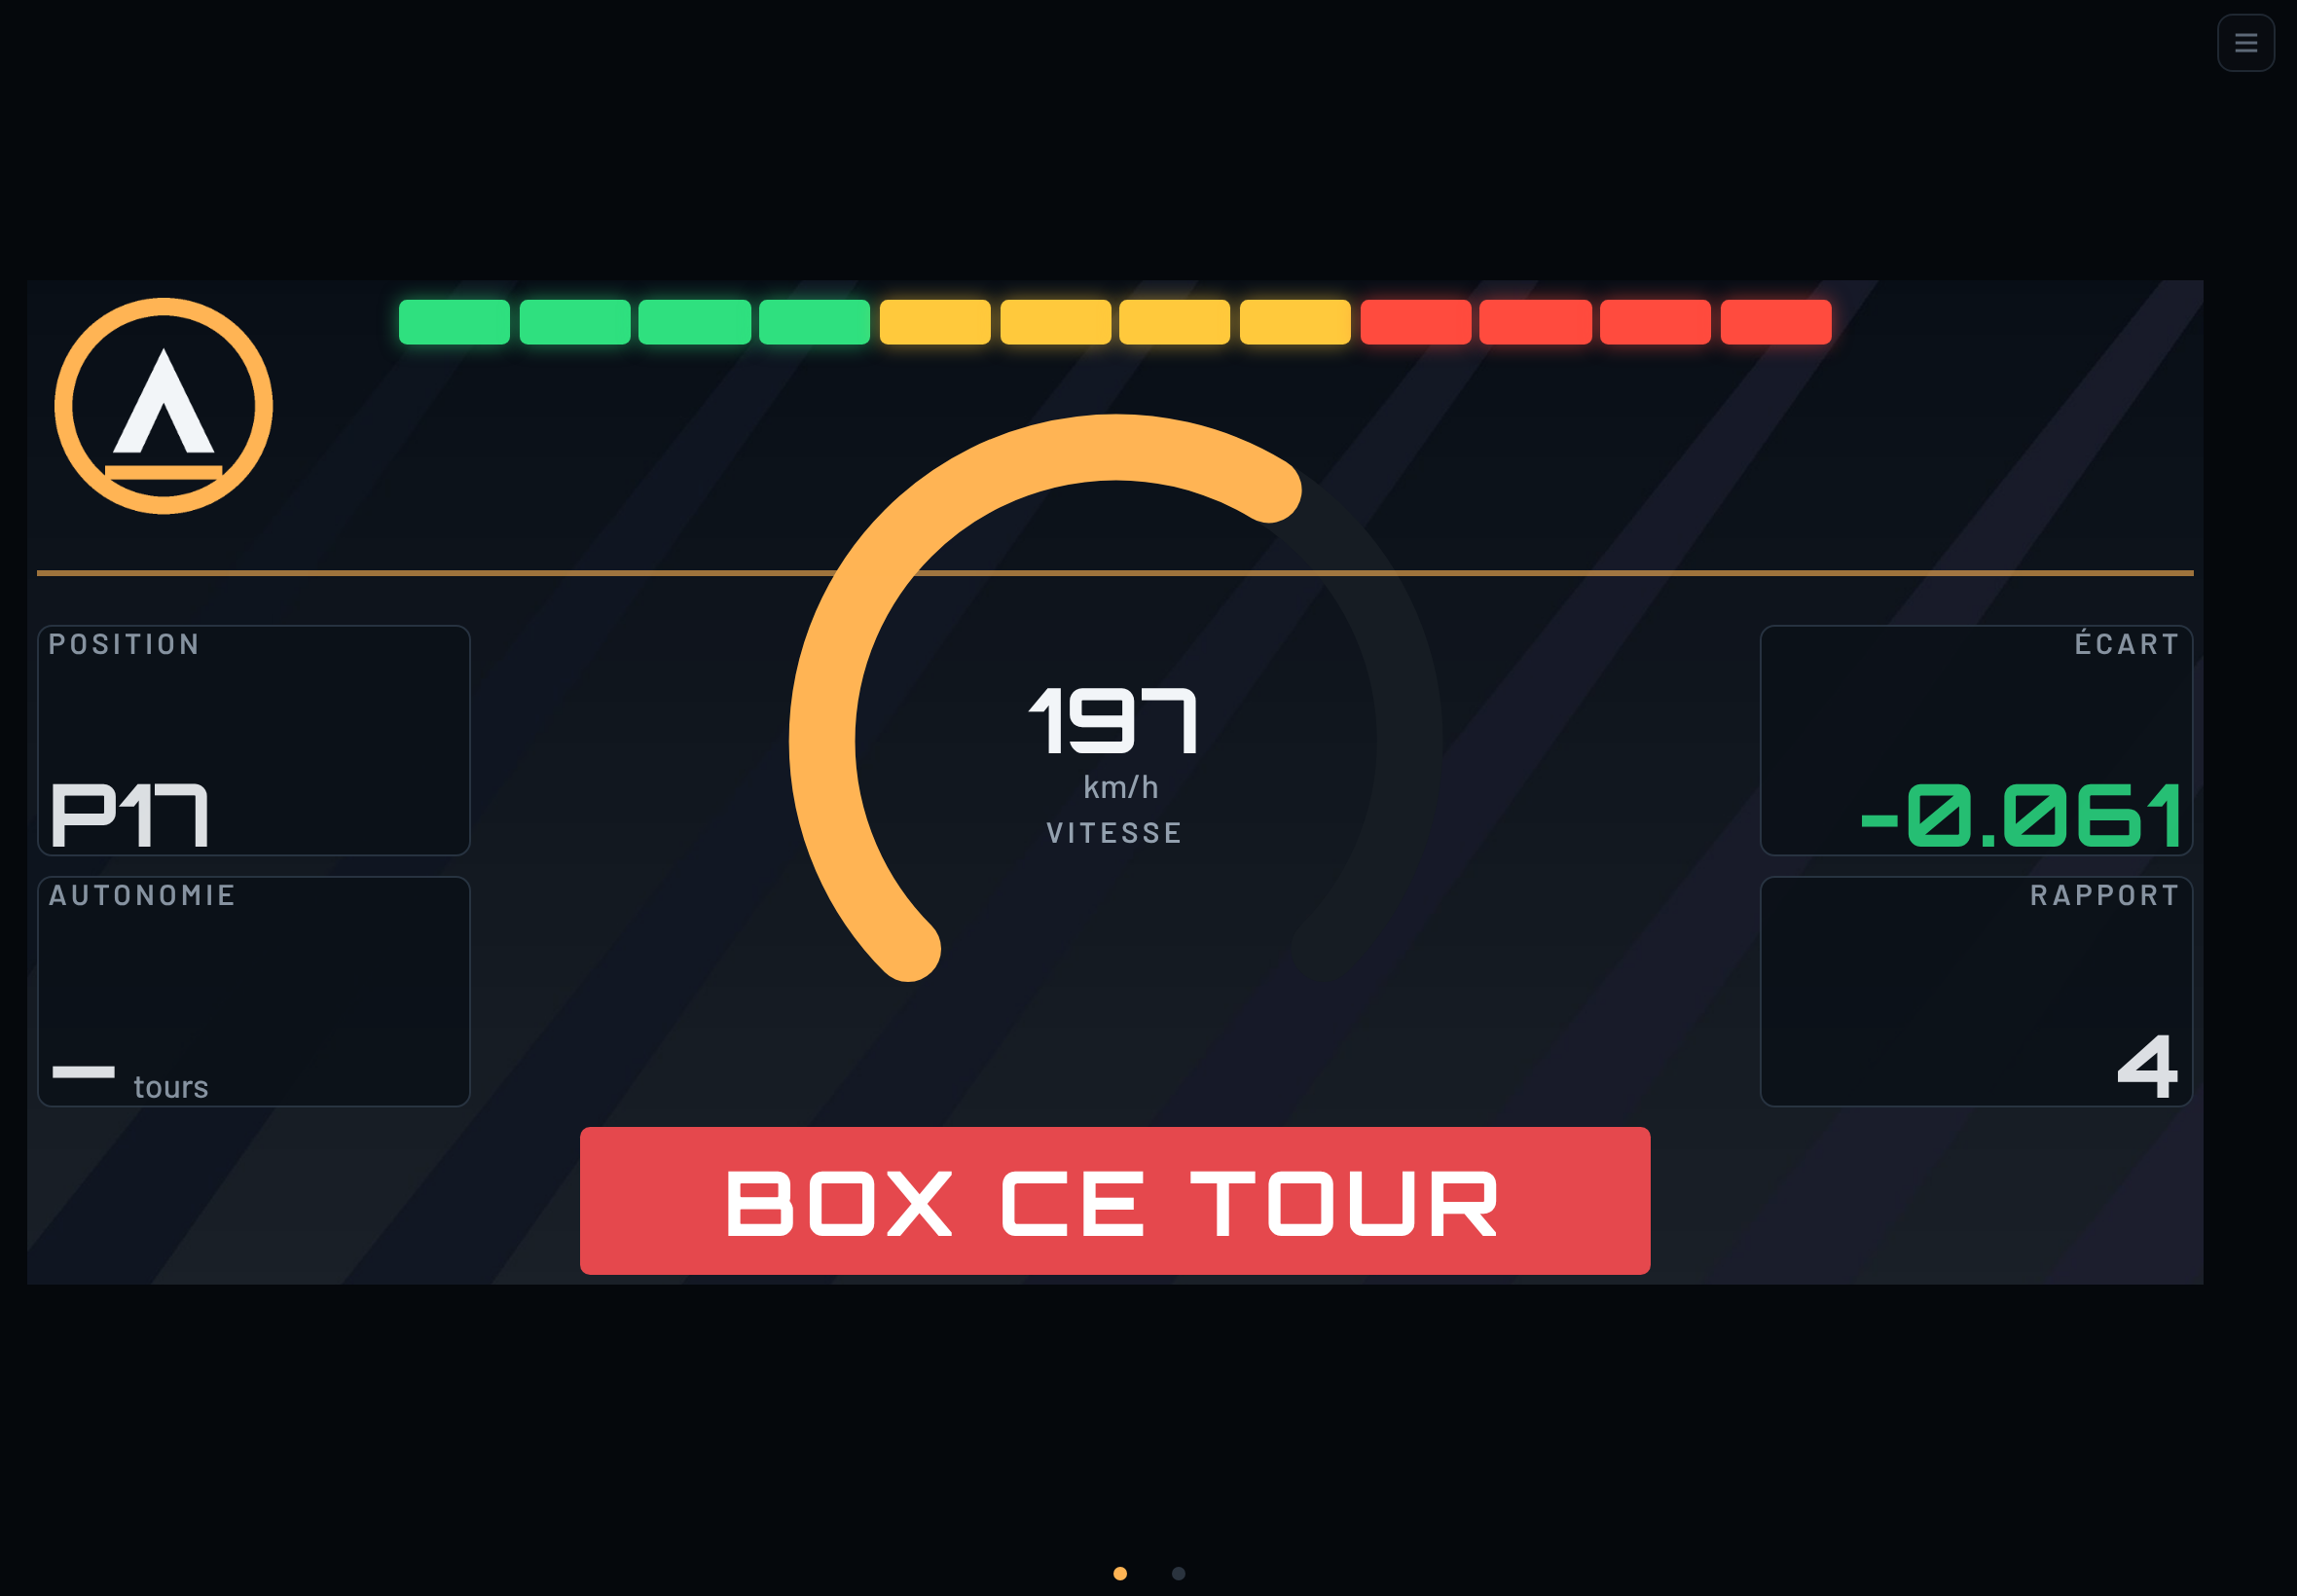 POSITION
P17
AUTONOMIE
— tours
197
km/h
VITESSE
ÉCART
-0.061
RAPPORT
4
BOX CE TOUR